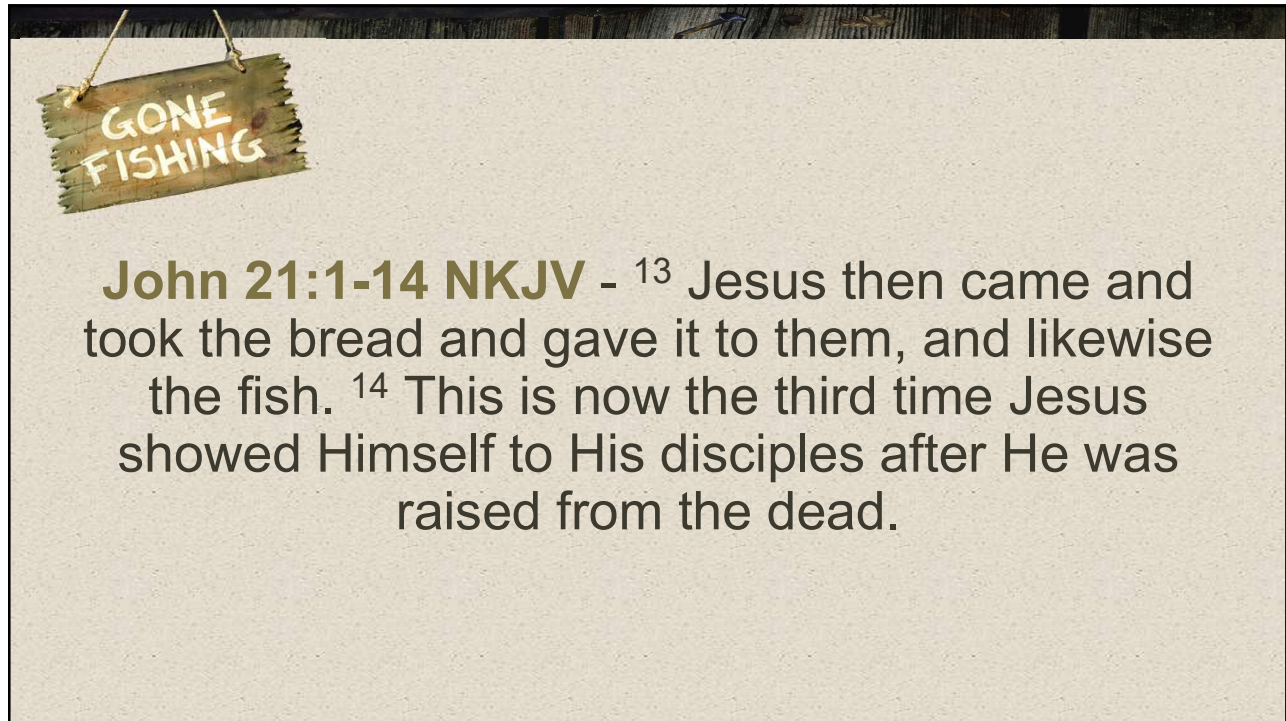 GONE
FISHING
John 21:1-14 NKJV - 13 Jesus then came and
took the bread and gave it to them, and likewise
the fish. 14 This is now the third time Jesus
showed Himself to His disciples after He was
raised from the dead.